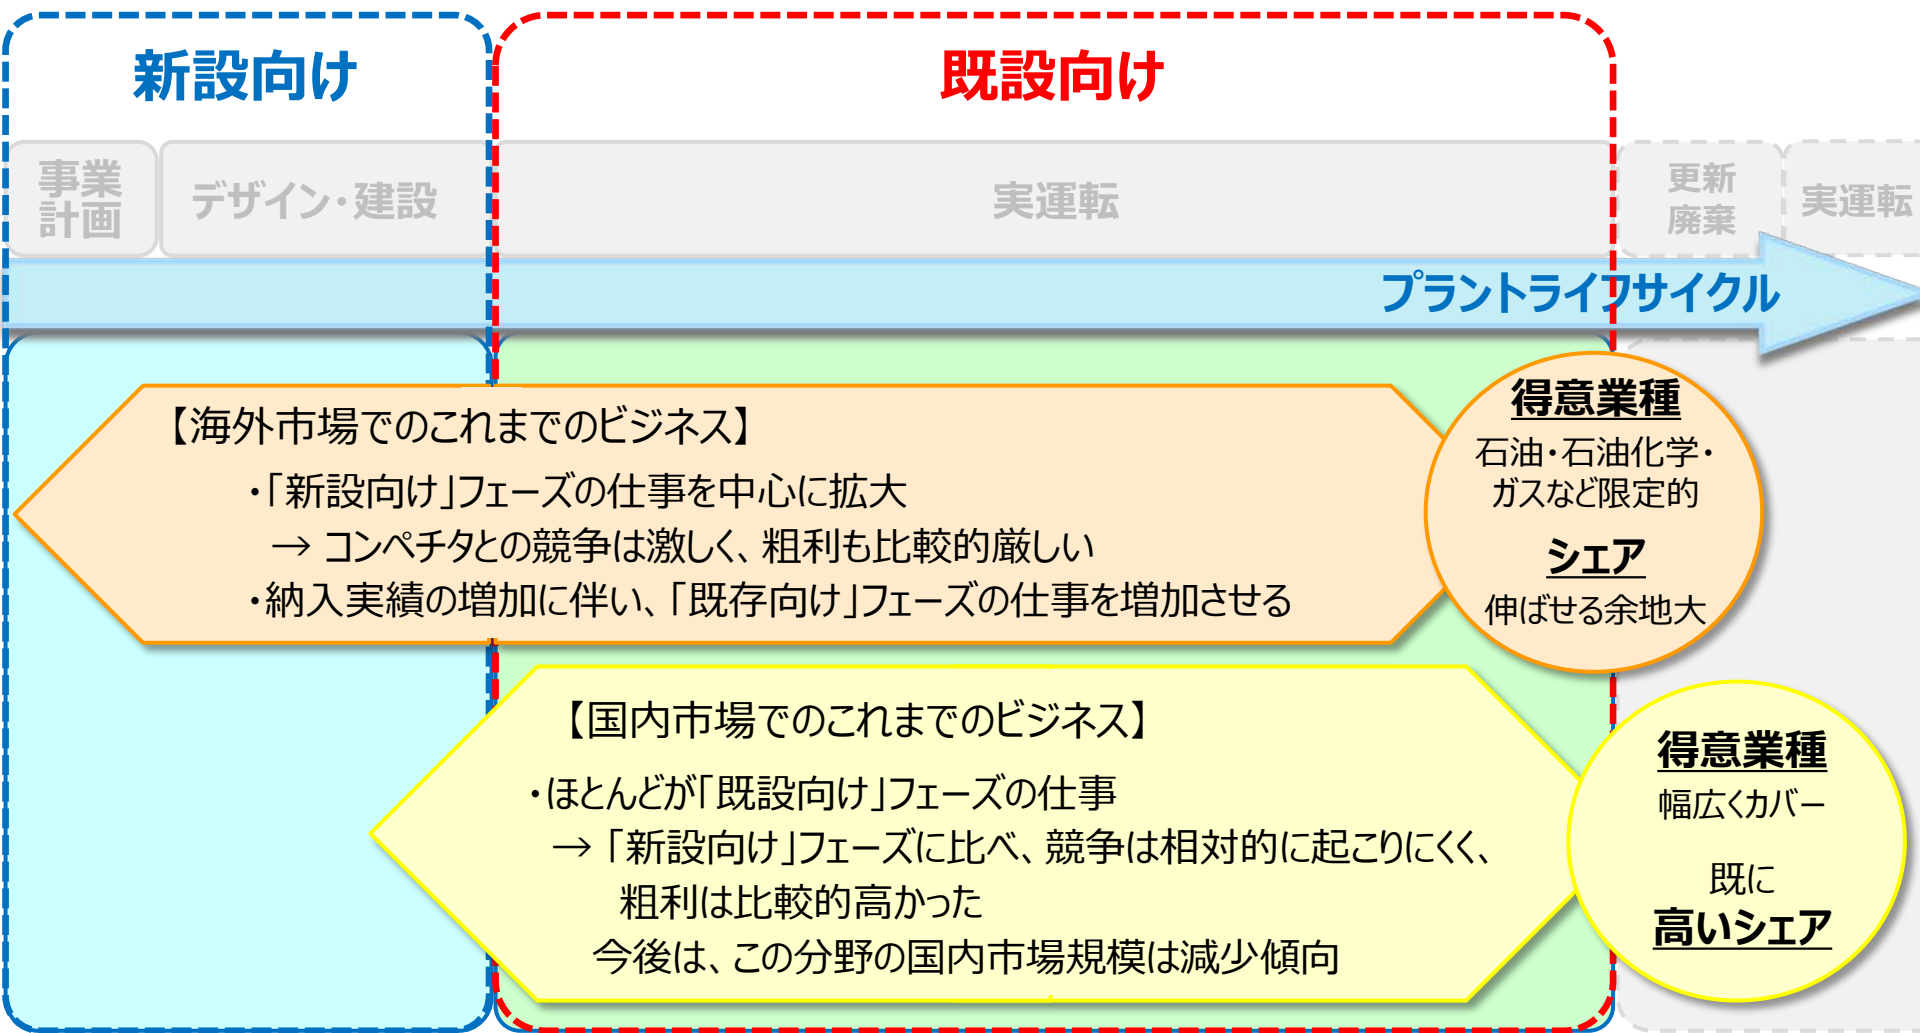 新設向け
既設向け
事業
計画
デザイン・建設
実運転
更新
廃棄
実運転
プラントライフサイクル
【海外市場でのこれまでのビジネス】
・「新設向け」フェーズの仕事を中心に拡大
→ コンペチタとの競争は激しく、粗利も比較的厳しい
・納入実績の増加に伴い、「既存向け」フェーズの仕事を増加させる
得意業種
石油・石油化学・
ガスなど限定的
シェア
伸ばせる余地大
【国内市場でのこれまでのビジネス】
・ほとんどが「既設向け」フェーズの仕事
→ 「新設向け」フェーズに比べ、競争は相対的に起こりにくく、
粗利は比較的高かった
今後は、この分野の国内市場規模は減少傾向
得意業種
幅広くカバー
既に
高いシェア